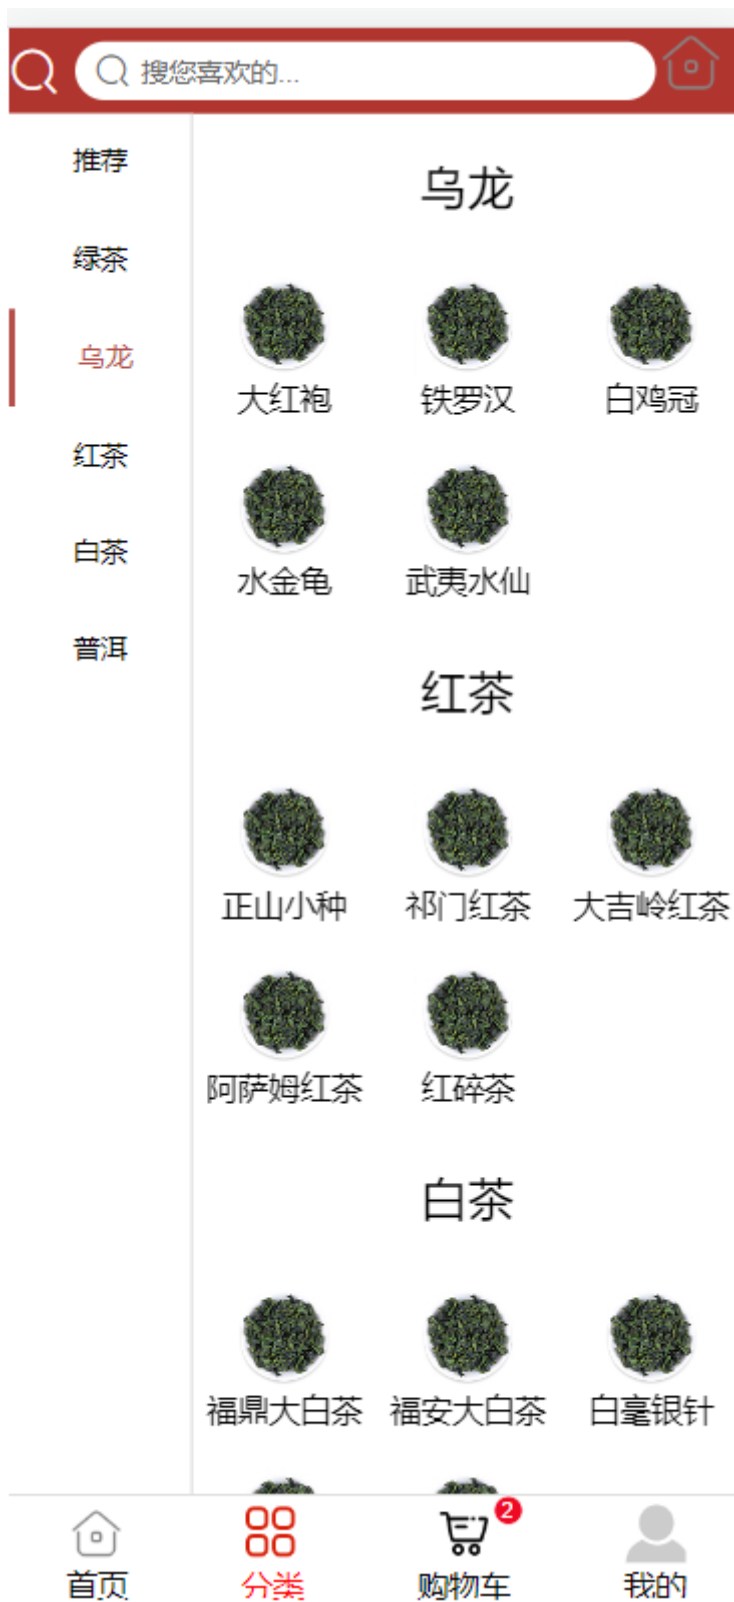 搜您喜欢的...
推荐
绿茶
乌龙
红茶
白茶
普洱
乌龙
大红袍 铁罗汉 白鸡冠
水金龟 武夷水仙
红茶
正山小种 祁门红茶 大吉岭红茶
阿萨姆红茶 红碎茶
白茶
福鼎大白茶 福安大白茶 白毫银针
2
首页 分类 购物车 我的